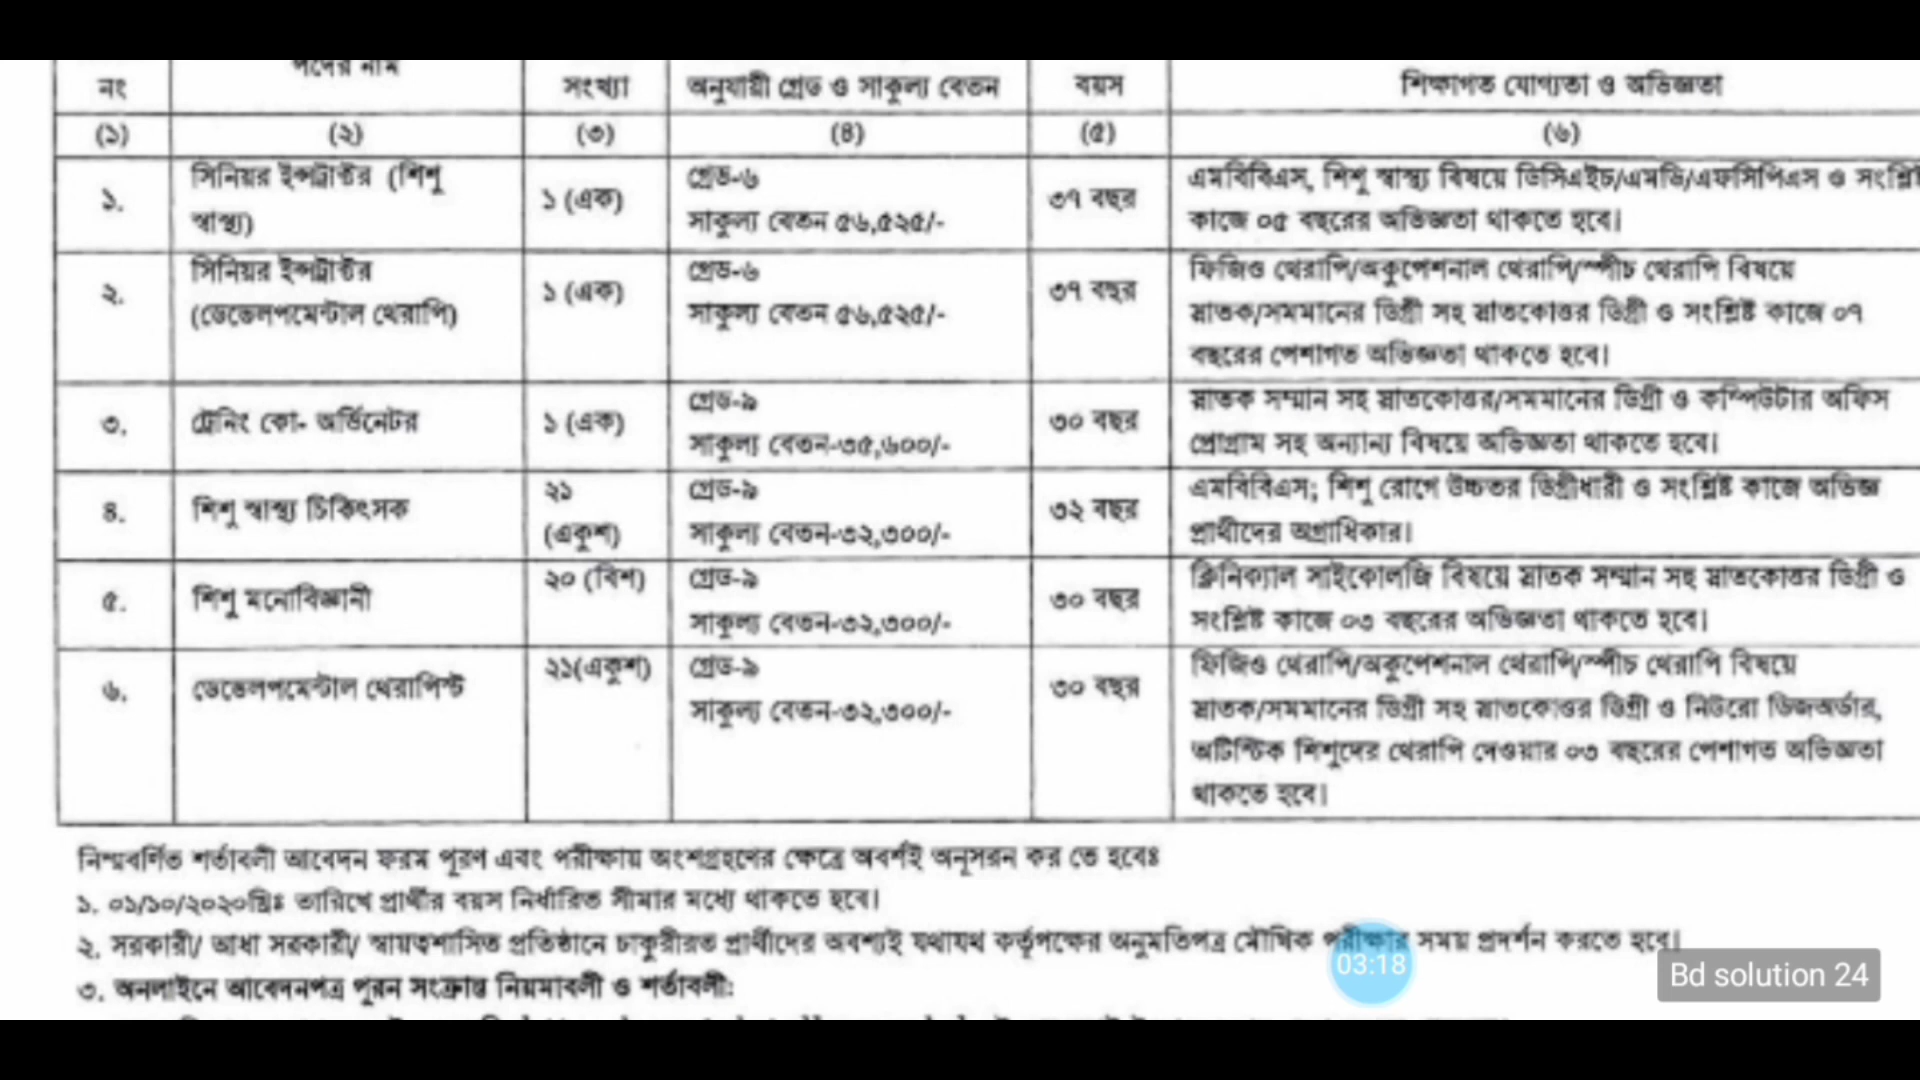 পদের নাম
নং
সংখ্যা
অনুযায়ী গ্রেড ও সাকুল্য বেতন
বয়স
শিক্ষাগত যোগ্যতা ও অভিজ্ঞতা
(১)
(২)
(৩)
(৪)
(৫)
(৬)
১.
সিনিয়র ইন্সট্রাক্টর (শিশু
স্বাস্থ্য)
১ (এক)
গ্রেড-৬
সাকুল্য বেতন ৫৬,৫২৫/-
৩৭ বছর
এমবিবিএস, শিশু স্বাস্থ্য বিষয়ে ডিসিএইচ/এমডি/এফসিপিএস ও
কাজে ০৫ বছরের অভিজ্ঞতা থাকতে হবে।
২.
সিনিয়র ইন্সট্রাক্টর
(ডেভেলপমেন্টাল থেরাপি)
১ (এক)
গ্রেড-৬
সাকুল্য বেতন ৫৬,৫২৫/-
৩৭ বছর
ফিজিও থেরাপি/অকুপেশনাল থেরাপি/স্পীচ থেরাপি বিষয়ে
স্নাতক/সমমানের ডিগ্রী সহ স্নাতকোত্তর ডিগ্রী ও সংশ্লিষ্ট কাজে ০৭
বছরের পেশাগত অভিজ্ঞতা থাকতে হবে।
৩.
ট্রেনিং কো- অর্ডিনেটর
১ (এক)
গ্রেড-৯
সাকুল্য বেতন-৩৫,৬০০/-
৩০ বছর
স্নাতক সম্মান সহ স্নাতকোত্তর/সমমানের ডিগ্রী ও কম্পিউটার অফিস
প্রোগ্রাম সহ অন্যান্য বিষয়ে অভিজ্ঞতা থাকতে হবে।
৪.
শিশু স্বাস্থ্য চিকিৎসক
২১
(একুশ)
গ্রেড-৯
সাকুল্য বেতন-৩২,৩০০/-
৩২ বছর
এমবিবিএস; শিশু রোগে উচ্চতর ডিগ্রীধারী ও সংশ্লিষ্ট কাজে অভিজ্ঞ
প্রার্থীদের অগ্রাধিকার।
৫.
শিশু মনোবিজ্ঞানী
২০ (বিশ)
গ্রেড-৯
সাকুল্য বেতন-৩২,৩০০/-
৩০ বছর
ক্লিনিক্যাল সাইকোলজি বিষয়ে স্নাতক সম্মান সহ স্নাতকোত্তর ডিগ্রী ও
সংশ্লিষ্ট কাজে ০৩ বছরের অভিজ্ঞতা থাকতে হবে।
৬.
ডেভেলপমেন্টাল থেরাপিস্ট
২১(একুশ)
গ্রেড-৯
সাকুল্য বেতন-৩২,৩০০/-
৩০ বছর
ফিজিও থেরাপি/অকুপেশনাল থেরাপি/স্পীচ থেরাপি বিষয়ে
স্নাতক/সমমানের ডিগ্রী সহ স্নাতকোত্তর ডিগ্রী ও নিউরো ডিজঅর্ডার,
অটিস্টিক শিশুদের থেরাপি দেওয়ার ০৩ বছরের পেশাগত অভিজ্ঞতা
থাকতে হবে।
নিম্মবর্ণিত শর্তাবলী আবেদন ফরম পূরণ এবং পরীক্ষায় অংশগ্রহণের ক্ষেত্রে অবশ্যই অনূসরন কর তে হবেঃ
১. ০১/১০/২০২০খ্রিঃ তারিখে প্রার্থীর বয়স নির্ধারিত সীমার মধ্যে থাকতে হবে।
২. সরকারী/ আধা সরকারী/ স্বায়ত্বশাসিত প্রতিষ্ঠানে চাকুরীরত প্রার্থীদের অবশ্যই যথাযথ কর্তৃপক্ষের অনুমতিপত্র মৌখিক পরীক্ষার সময় প্রদর্শন করতে হবে।
03:18
Bd solution 24
৩. অনলাইনে আবেদনপত্র পূরন সংক্রান্ত নিয়মাবলী ও শর্তাবলী: